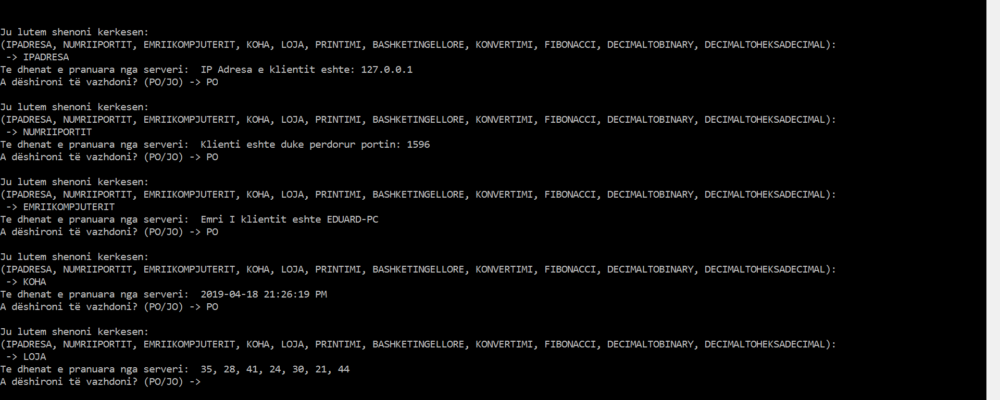 Ju lutem shenoni kerkesen:
(IPADRESA, NUMRIIPORTIT, EMRIIKOMPJUTERIT, KOHA, LOJA, PRINTIMI, BASHKETINGELLORE, KONVERTIMI, FIBONACCI, DECIMALTOBINARY, DECIMALTOHEKSADECIMAL):
 -> IPADRESA
Te dhenat e pranuara nga serveri:  IP Adresa e klientit eshte: 127.0.0.1
A dëshironi të vazhdoni? (PO/JO) -> PO

Ju lutem shenoni kerkesen:
(IPADRESA, NUMRIIPORTIT, EMRIIKOMPJUTERIT, KOHA, LOJA, PRINTIMI, BASHKETINGELLORE, KONVERTIMI, FIBONACCI, DECIMALTOBINARY, DECIMALTOHEKSADECIMAL):
 -> NUMRIIPORTIT
Te dhenat e pranuara nga serveri:  Klienti eshte duke perdorur portin: 1596
A dëshironi të vazhdoni? (PO/JO) -> PO

Ju lutem shenoni kerkesen:
(IPADRESA, NUMRIIPORTIT, EMRIIKOMPJUTERIT, KOHA, LOJA, PRINTIMI, BASHKETINGELLORE, KONVERTIMI, FIBONACCI, DECIMALTOBINARY, DECIMALTOHEKSADECIMAL):
 -> EMRIIKOMPJUTERIT
Te dhenat e pranuara nga serveri:  Emri I klientit eshte EDUARD-PC
A dëshironi të vazhdoni? (PO/JO) -> PO

Ju lutem shenoni kerkesen:
(IPADRESA, NUMRIIPORTIT, EMRIIKOMPJUTERIT, KOHA, LOJA, PRINTIMI, BASHKETINGELLORE, KONVERTIMI, FIBONACCI, DECIMALTOBINARY, DECIMALTOHEKSADECIMAL):
 -> KOHA
Te dhenat e pranuara nga serveri:  2019-04-18 21:26:19 PM
A dëshironi të vazhdoni? (PO/JO) -> PO

Ju lutem shenoni kerkesen:
(IPADRESA, NUMRIIPORTIT, EMRIIKOMPJUTERIT, KOHA, LOJA, PRINTIMI, BASHKETINGELLORE, KONVERTIMI, FIBONACCI, DECIMALTOBINARY, DECIMALTOHEKSADECIMAL):
 -> LOJA
Te dhenat e pranuara nga serveri:  35, 28, 41, 24, 30, 21, 44
A dëshironi të vazhdoni? (PO/JO) ->